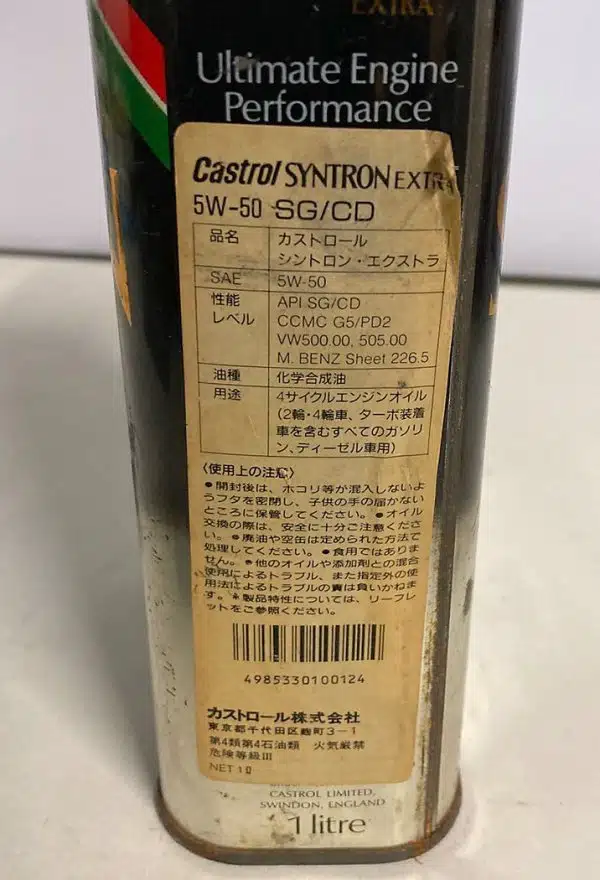 EXTRA
Ultimate Engine
Performance
Castrol SYNTRON EXTRA
5W-50 SG/CD
品名 カストロール
シントロン・エクストラ
SAE 5W-50
性能 API SG/CD
レベル CCMC G5/PD2
VW500.00, 505.00
M. BENZ Sheet 226.5
油種 化学合成油
用途 4サイクルエンジンオイル
(2輪・4輪車、ターボ装着
車を含むすべてのガソリ
ン、ディーゼル車用)
〈使用上の注意〉
●開封後は、ホコリ等が混入しないよ
うフタを密閉し、子供の手の届かない
ところに保管してください。●オイル
交換の際は、安全に十分ご注意くださ
い。●廃油や空缶は定められた方法で
処理してください。●食用ではありま
せん。●他のオイルや添加剤との混合
使用によるトラブル、また指定外の使
用法によるトラブルの責は負いかねま
す。＊製品特性については、リーフレ
ットをご参照ください。
4985330100124
カストロール株式会社
東京都千代田区麹町3-1
第4類第4石油類 火気厳禁
危険等級III
NET 1ℓ
CASTROL LIMITED,
SWINDON, ENGLAND
1 litre